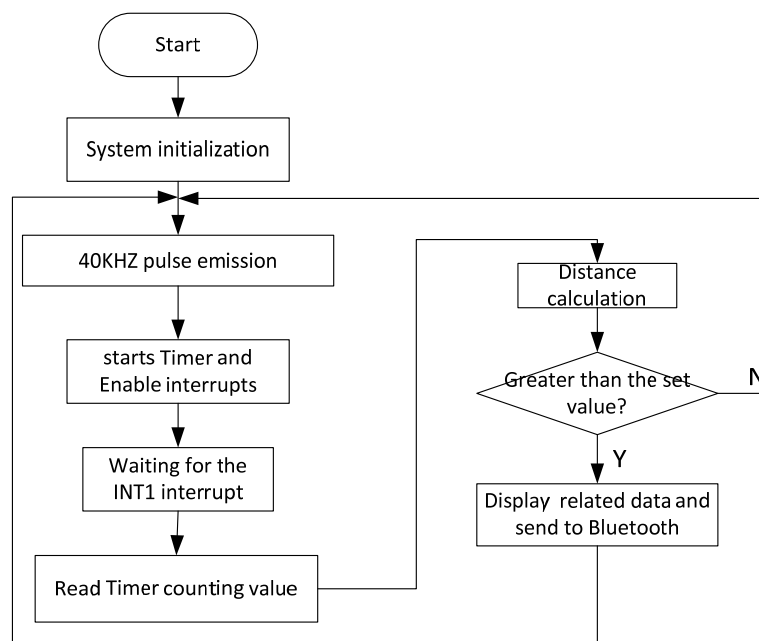 Start
System initialization
40KHZ pulse emission
starts Timer and
Enable interrupts
Waiting for the
INT1 interrupt
Read Timer counting value
Distance
calculation
Greater than the set
value?
N
Y
Display related data and
send to Bluetooth